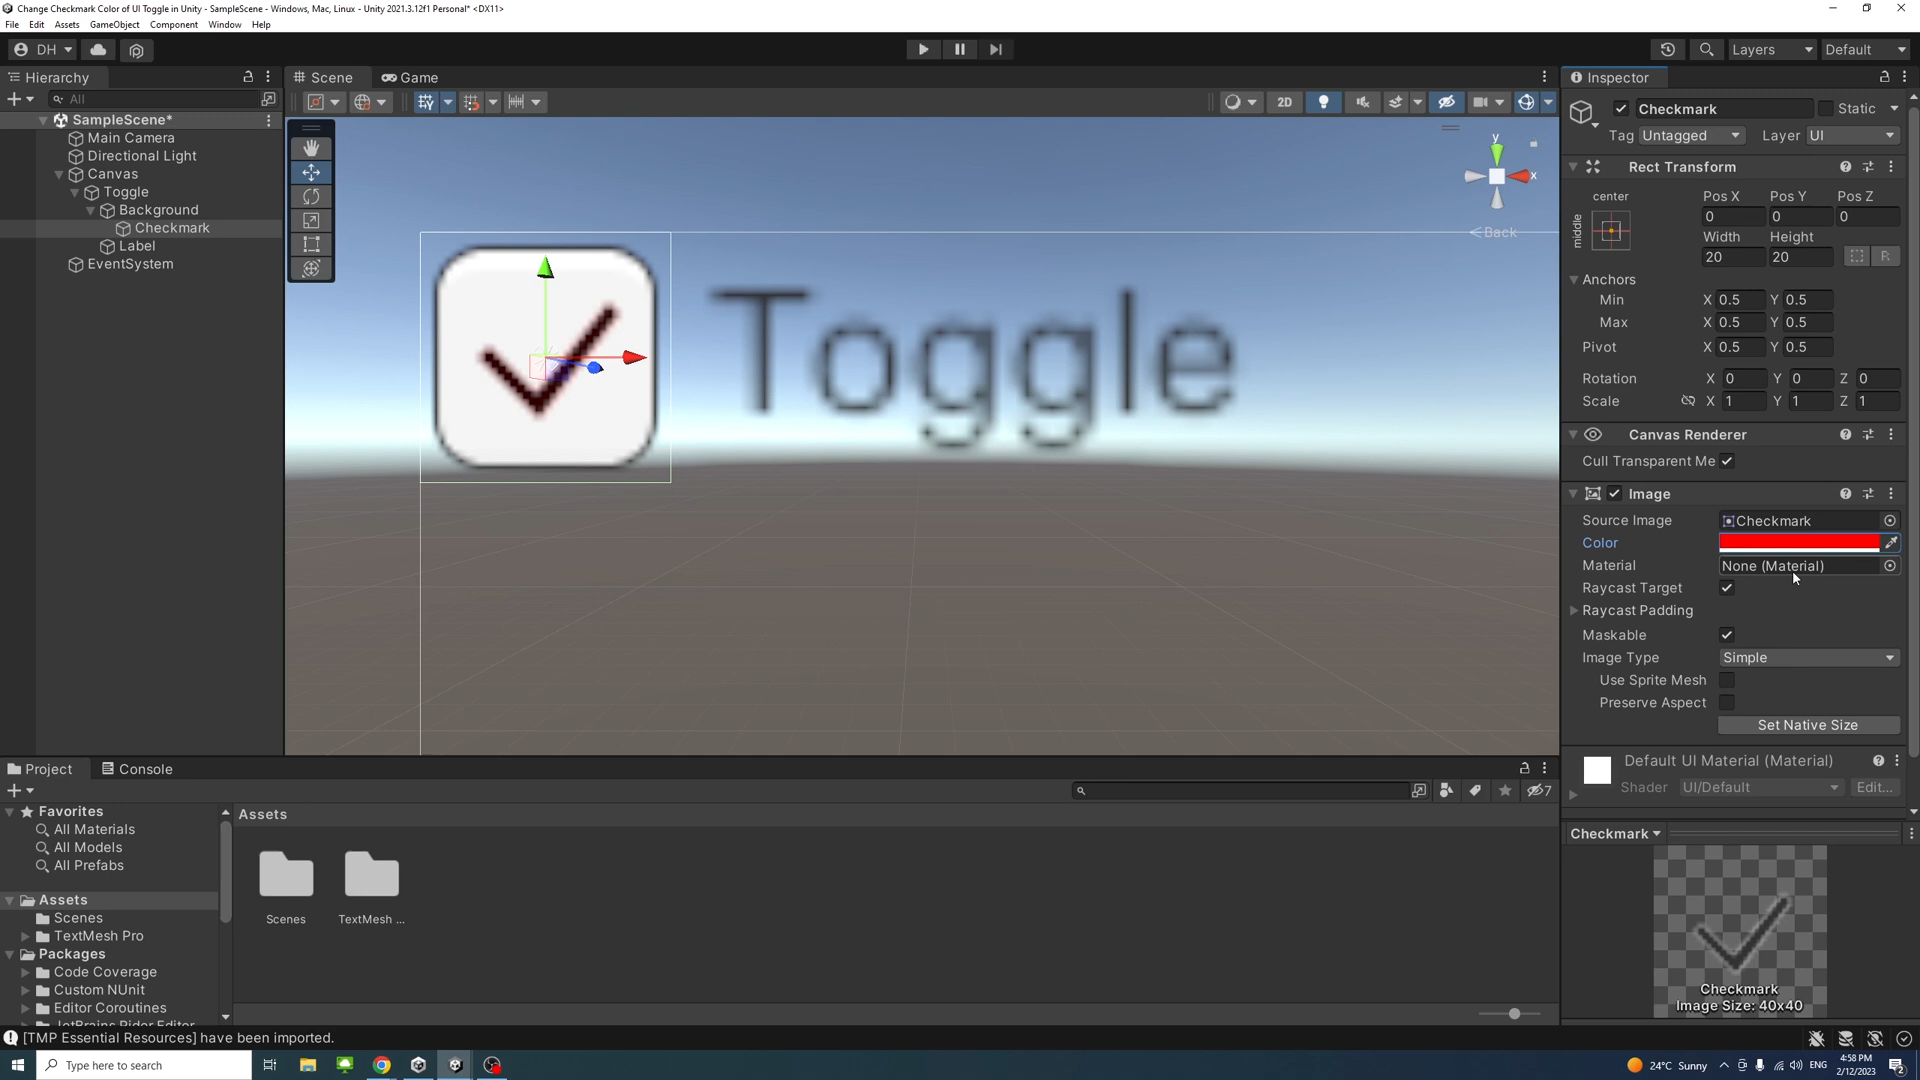 Change Checkmark Color of UI Toggle in Unity - SampleScene - Windows, Mac, Linux - Unity 2021.3.12f1 Personal* <DX11>
File Edit Assets GameObject Component Window Help
DH
Layers
Default
Hierarchy
Scene
Game
Inspector
All
2D
SampleScene*
Main Camera
Directional Light
Canvas
Toggle
Background
Checkmark
Label
EventSystem
y
x
Back
Toggle
Checkmark
Static
Tag Untagged
Layer UI
Rect Transform
center
middle
Pos X Pos Y Pos Z
0 0 0
Width Height
20 20
R
Anchors
Min X 0.5 Y 0.5
Max X 0.5 Y 0.5
Pivot X 0.5 Y 0.5
Rotation X 0 Y 0 Z 0
Scale X 1 Y 1 Z 1
Canvas Renderer
Cull Transparent Me
Image
Source Image Checkmark
Color
Material None (Material)
Raycast Target
Raycast Padding
Maskable
Image Type Simple
Use Sprite Mesh
Preserve Aspect
Set Native Size
Default UI Material (Material)
Shader UI/Default Edit...
Checkmark
Checkmark
Image Size: 40x40
Project
Console
7
Favorites
All Materials
All Models
All Prefabs
Assets
Scenes
TextMesh Pro
Packages
Code Coverage
Custom NUnit
Editor Coroutines
JetBrains Rider Editor
Assets
Scenes
TextMesh ...
[TMP Essential Resources] have been imported.
Type here to search
24°C Sunny
ENG
4:58 PM
2/12/2023
2